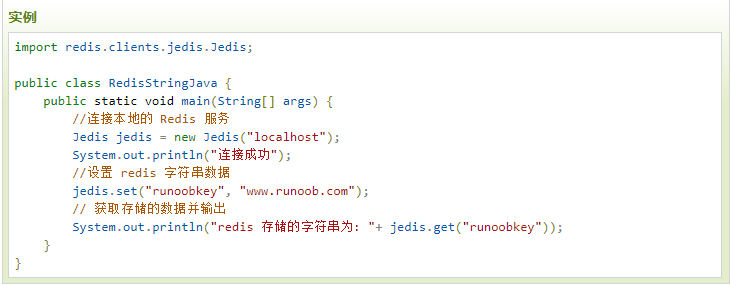 实例
import redis.clients.jedis.Jedis;
public class RedisStringJava {
    public static void main(String[] args) {
        //连接本地的 Redis 服务
        Jedis jedis = new Jedis("localhost");
        System.out.println("连接成功");
        //设置 redis 字符串数据
        jedis.set("runoobkey", "www.runoob.com");
        // 获取存储的数据并输出
        System.out.println("redis 存储的字符串为: "+ jedis.get("runoobkey"));
    }
}